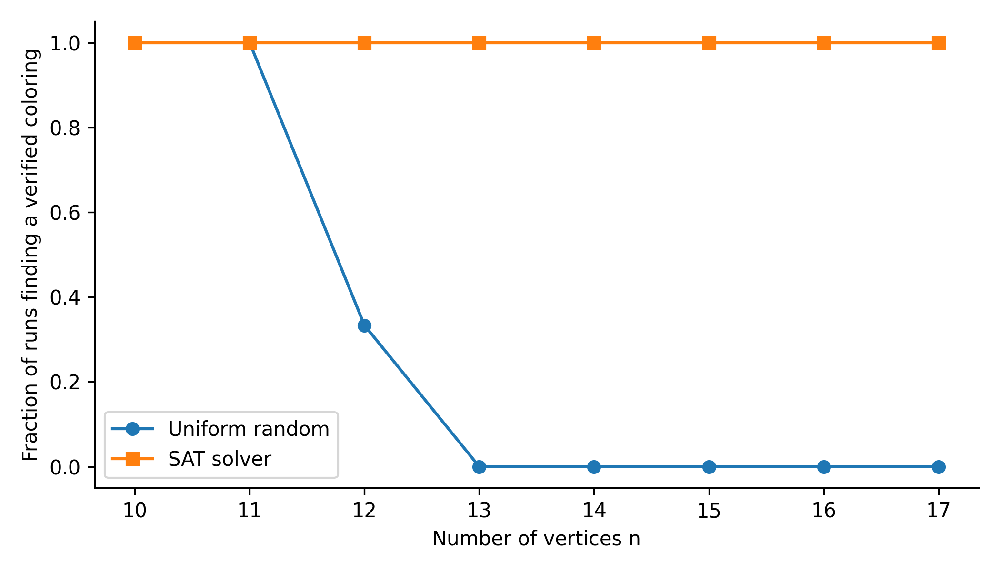 Fraction of runs finding a verified coloring
1.0
0.8
0.6
0.4
0.2
0.0
Uniform random
SAT solver
10 11 12 13 14 15 16 17
Number of vertices n